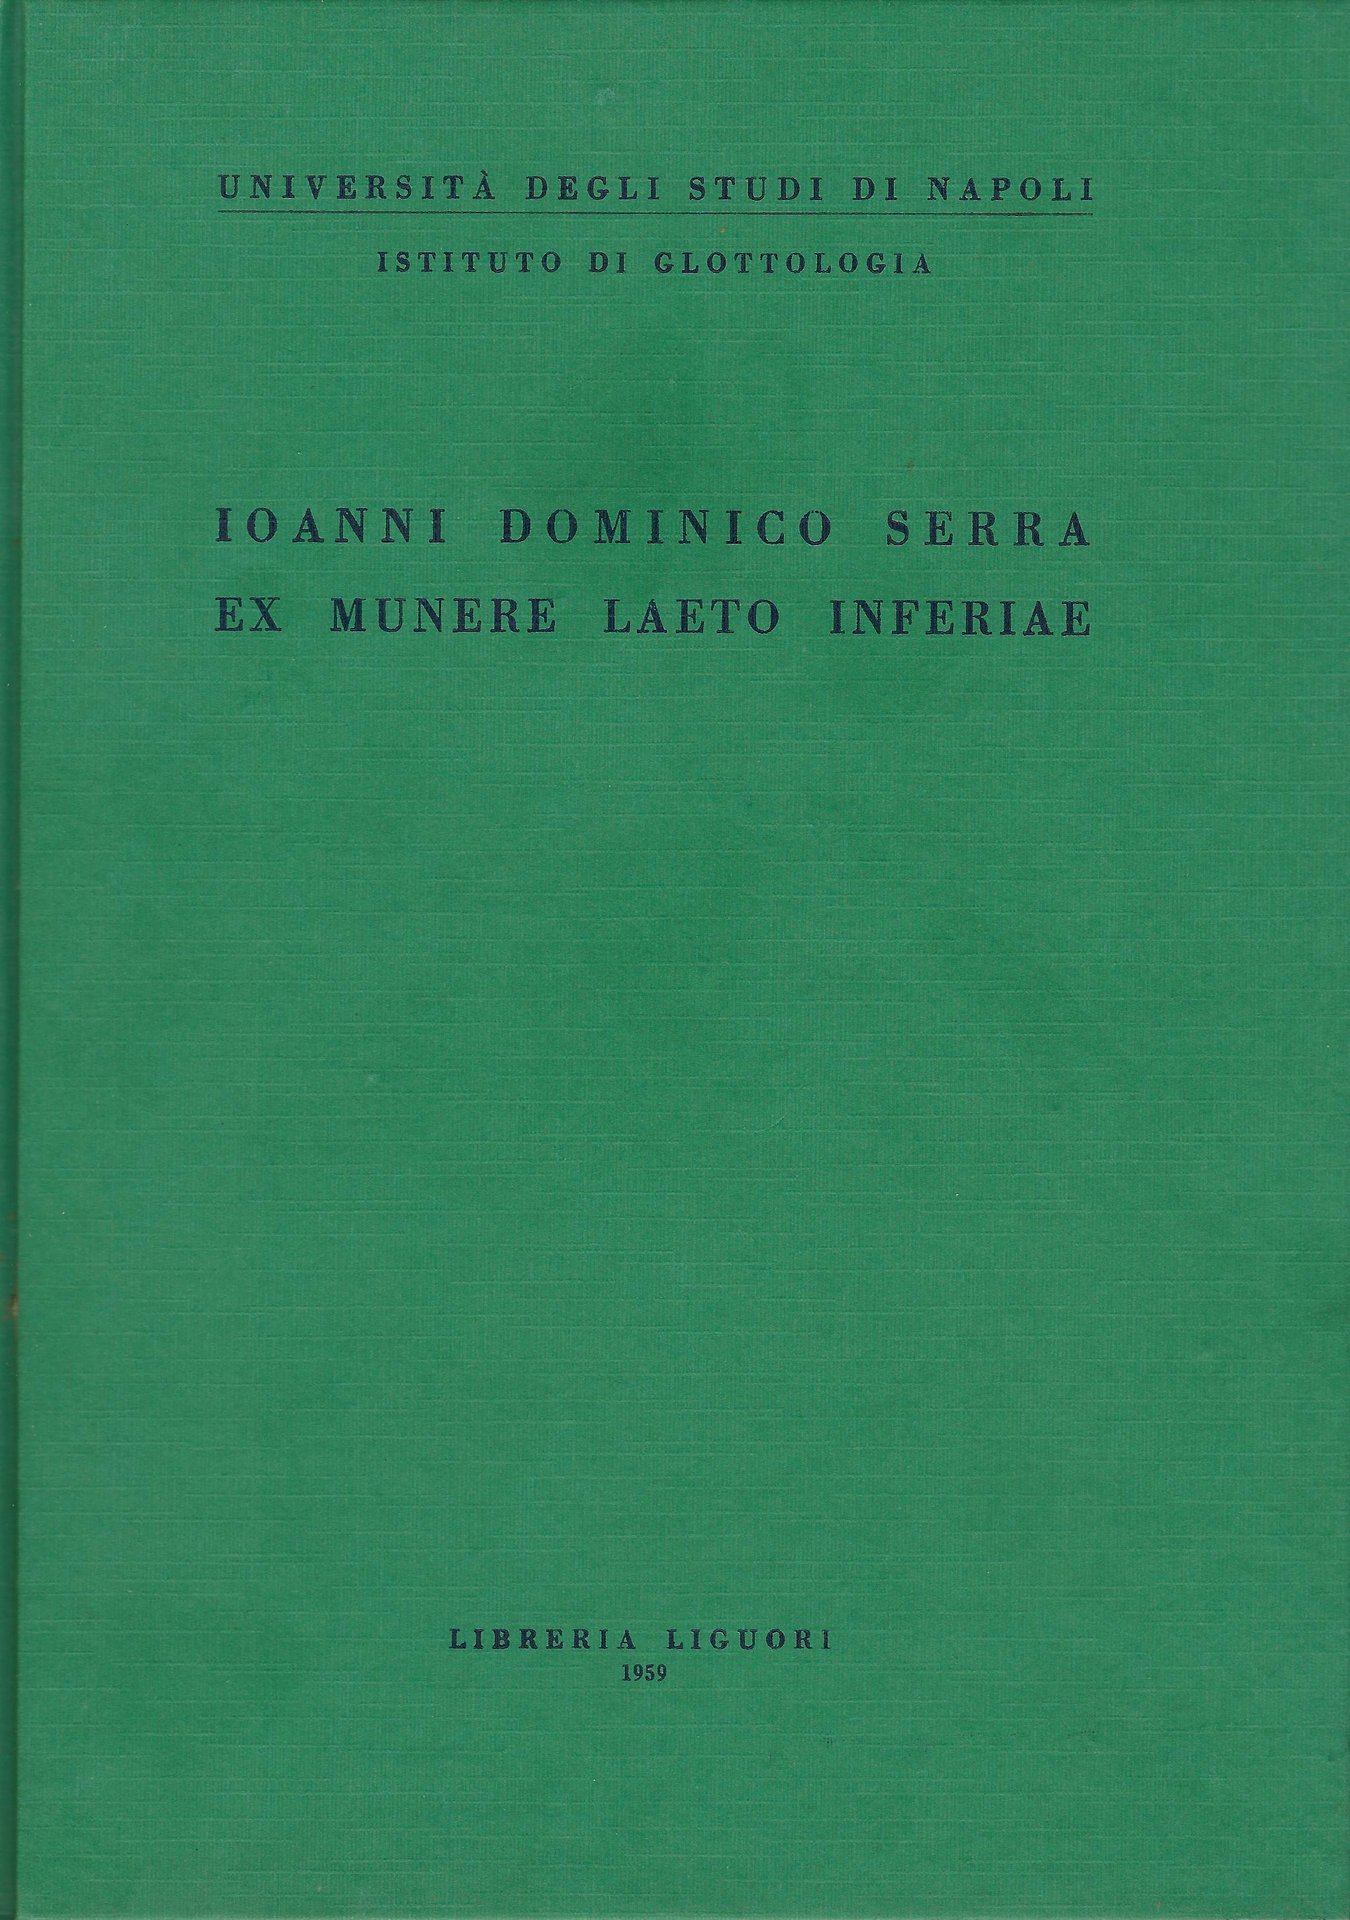 UNIVERSITÀ DEGLI STUDI DI NAPOLI
ISTITUTO DI GLOTTOLOGIA
IOANNI DOMINICO SERRA
EX MUNERE LAETO INFERIAE
LIBRERIA LIGUORI
1959